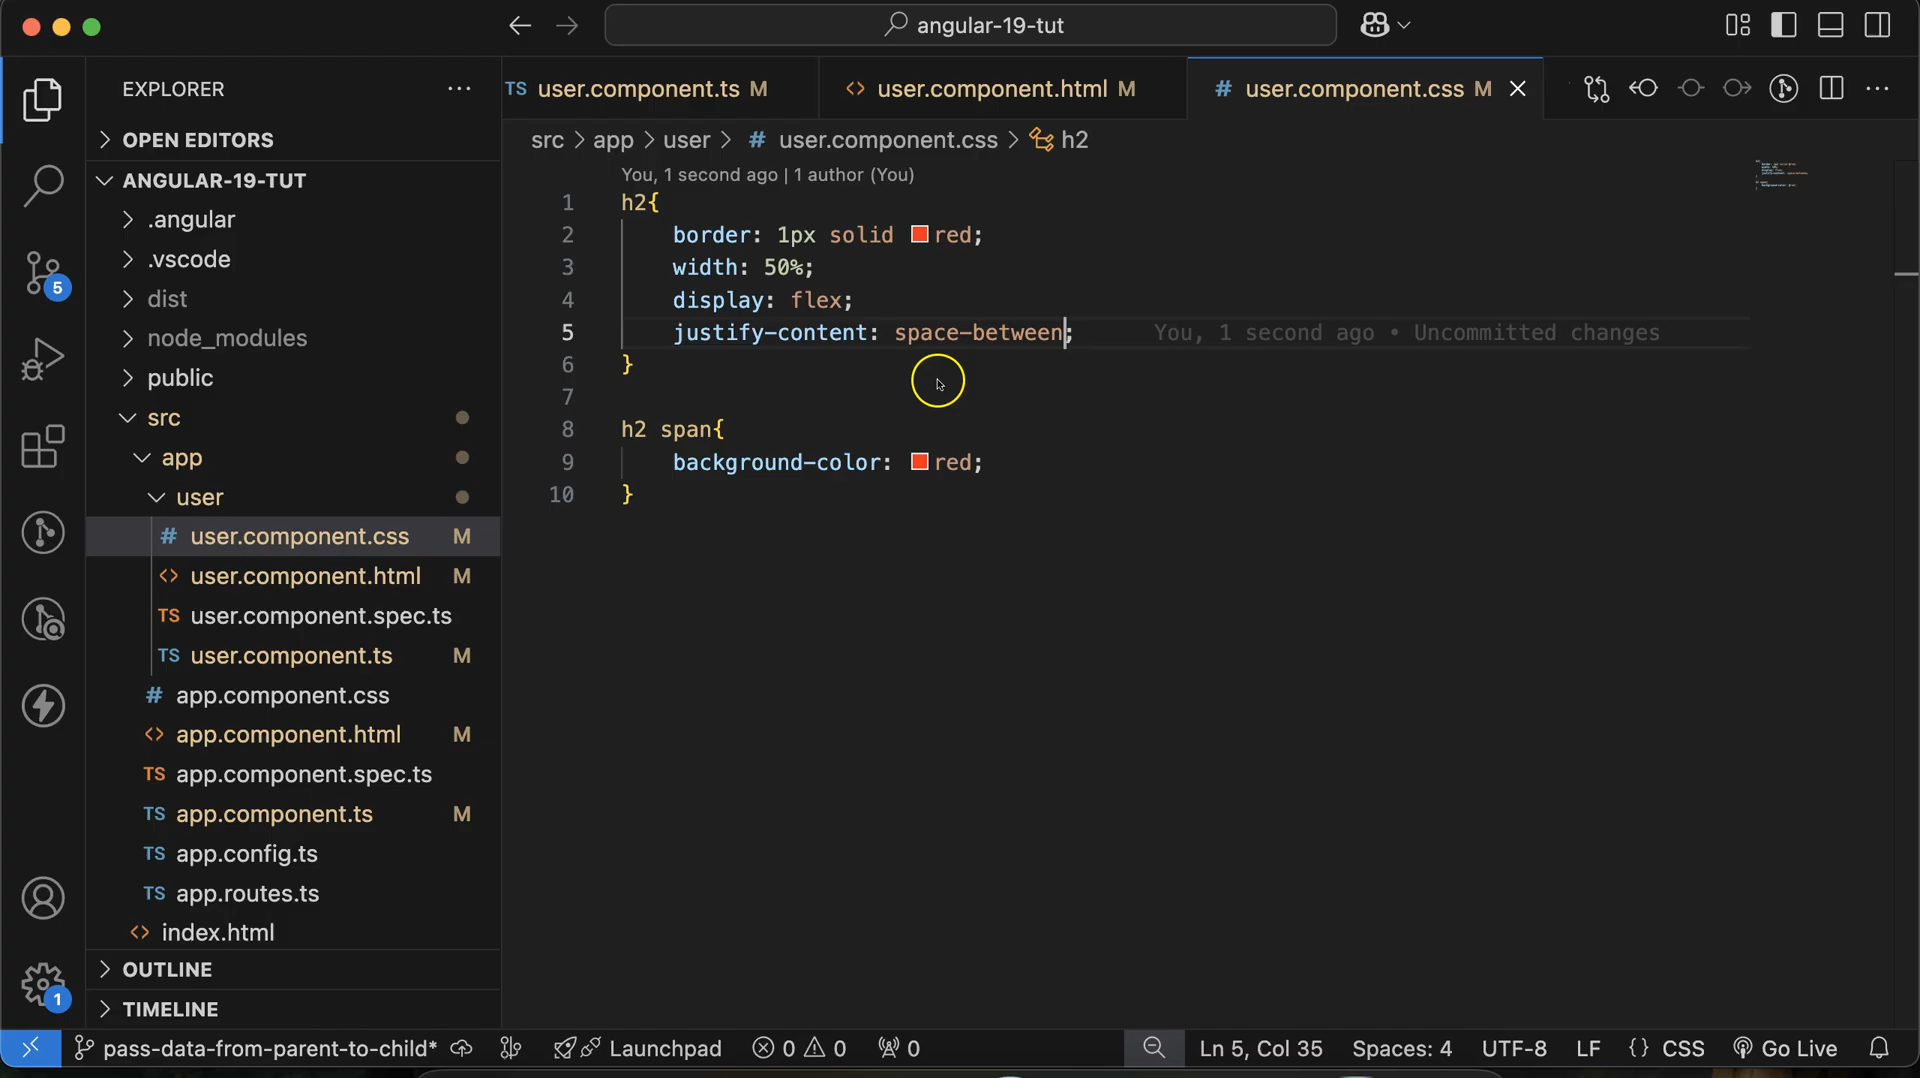 angular-19-tut
EXPLORER
OPEN EDITORS
ANGULAR-19-TUT
.angular
.vscode
dist
node_modules
public
src
app
user
# user.component.css M
<> user.component.html M
TS user.component.spec.ts
TS user.component.ts M
# app.component.css
<> app.component.html M
TS app.component.spec.ts
TS app.component.ts M
TS app.config.ts
TS app.routes.ts
<> index.html
OUTLINE
TIMELINE
5
1
TS user.component.ts M
<> user.component.html M
# user.component.css M
src > app > user > # user.component.css > h2
You, 1 second ago | 1 author (You)
1 h2{
2 border: 1px solid red;
3 width: 50%;
4 display: flex;
5 justify-content: space-between; You, 1 second ago • Uncommitted changes
6 }
7
8 h2 span{
9 background-color: red;
10 }
pass-data-from-parent-to-child* Launchpad 0 0 0 Ln 5, Col 35 Spaces: 4 UTF-8 LF {} CSS Go Live